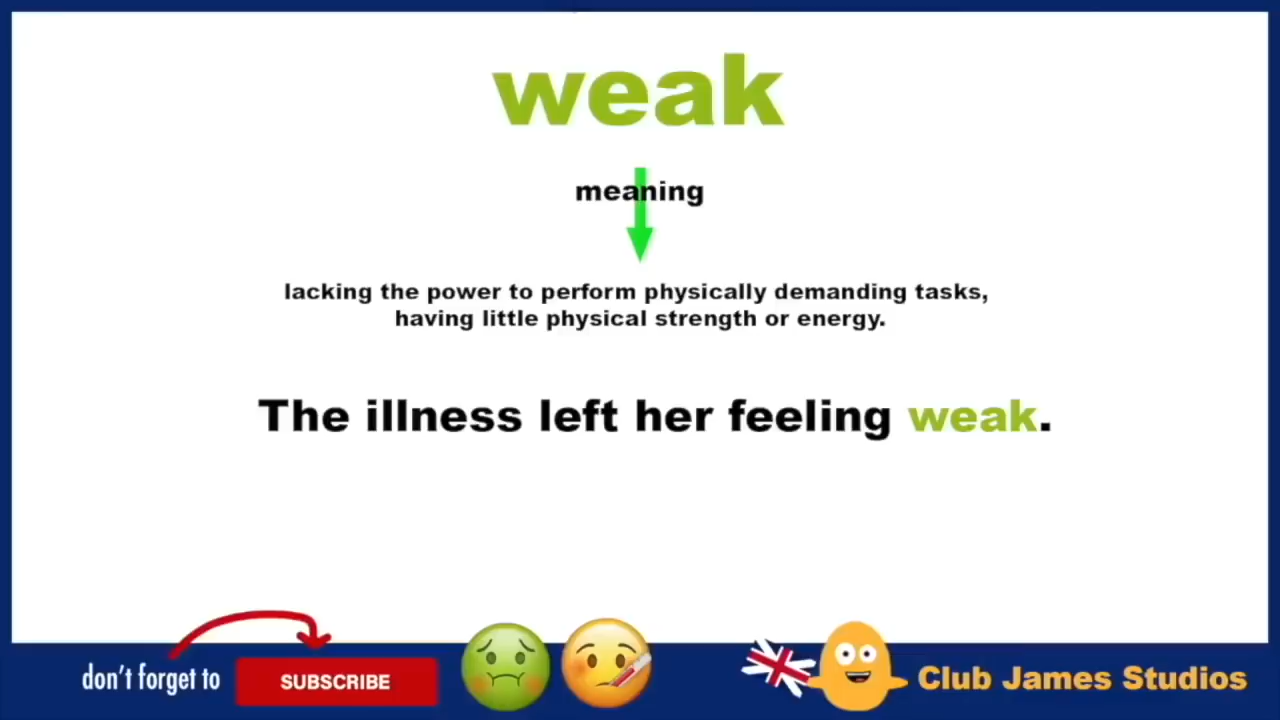 weak
meaning
lacking the power to perform physically demanding tasks,
having little physical strength or energy.
The illness left her feeling weak.
don't forget to
SUBSCRIBE
Club James Studios